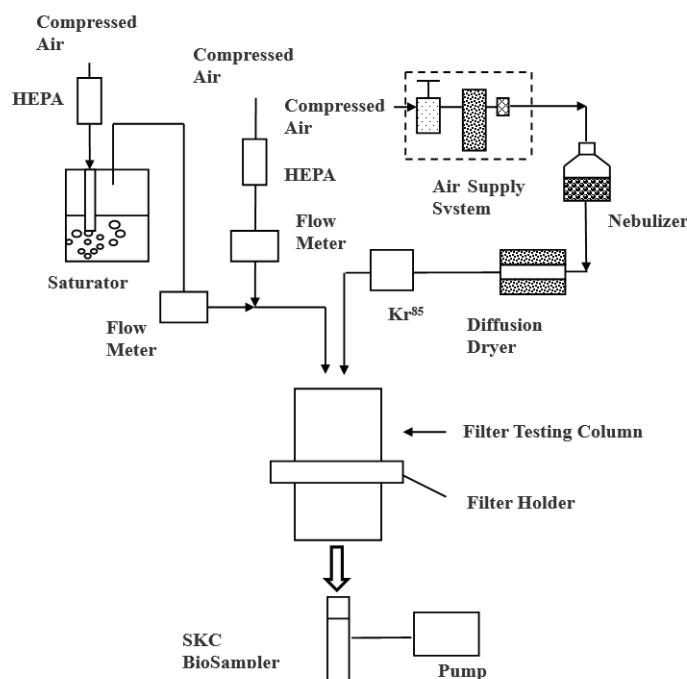 Compressed
Air
HEPA
Saturator
Flow
Meter
Compressed
Air
HEPA
Flow
Meter
Compressed
Air
Air Supply
System
Nebulizer
Kr85
Diffusion
Dryer
Filter Testing Column
Filter Holder
SKC
BioSampler
Pump